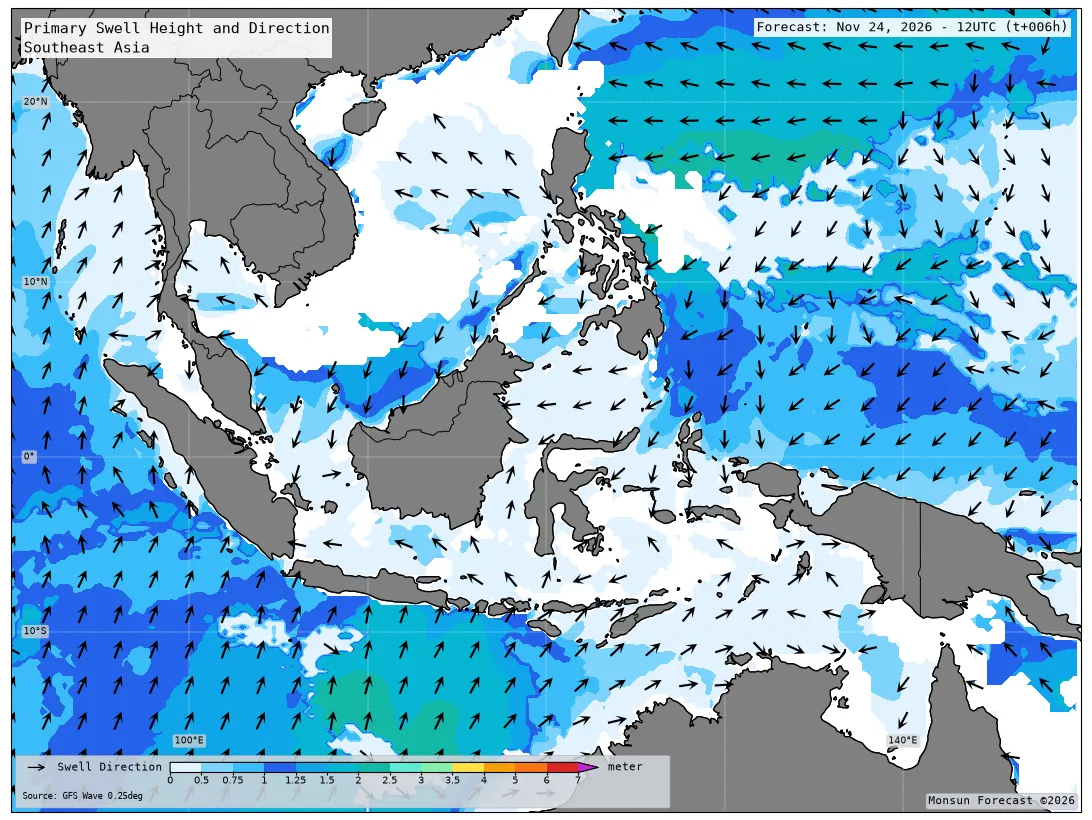 Primary Swell Height and Direction
Southeast Asia
Forecast: Nov 24, 2026 - 12UTC (t+006h)
20°N
10°N
0°
10°S
100°E
140°E
Swell Direction
0 0.5 0.75 1 1.25 1.5 2 2.5 3 3.5 4 5 6 7
meter
Source: GFS Wave 0.25deg
Monsun Forecast ©2026